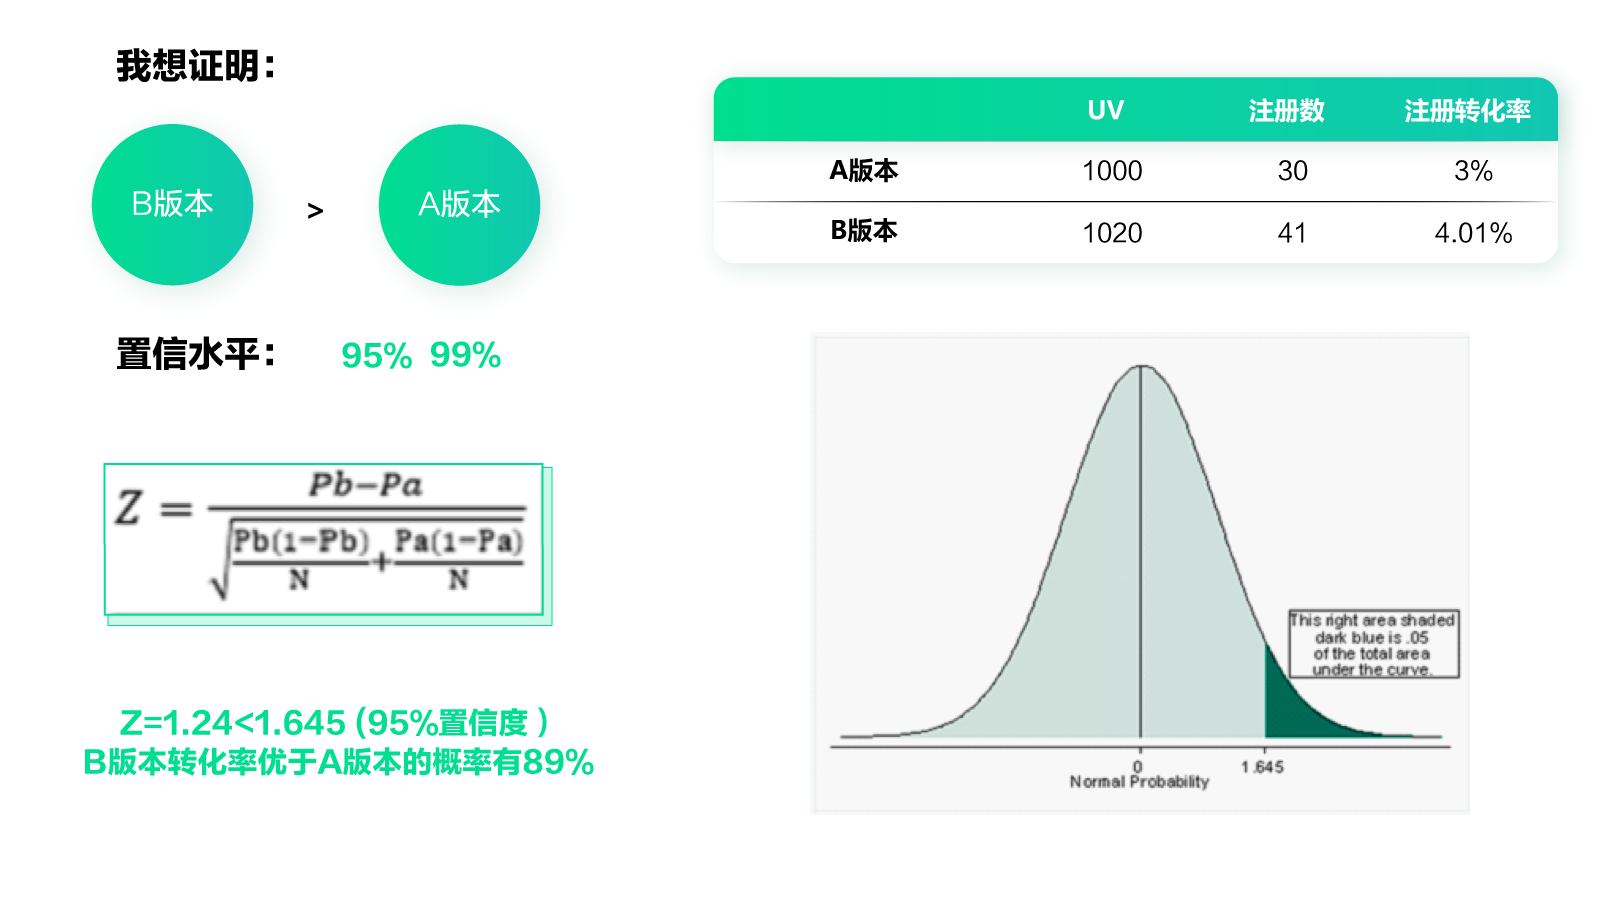 我想证明：
B版本 > A版本
置信水平： 95% 99%
Z = Pb−Pa / √( Pb(1−Pb)/N + Pa(1−Pa)/N )
Z=1.24<1.645 (95%置信度 )
B版本转化率优于A版本的概率有89%
UV 注册数 注册转化率
A版本 1000 30 3%
B版本 1020 41 4.01%
This right area shaded
dark blue is .05
of the total area
under the curve.
0 1.645
Normal Probability